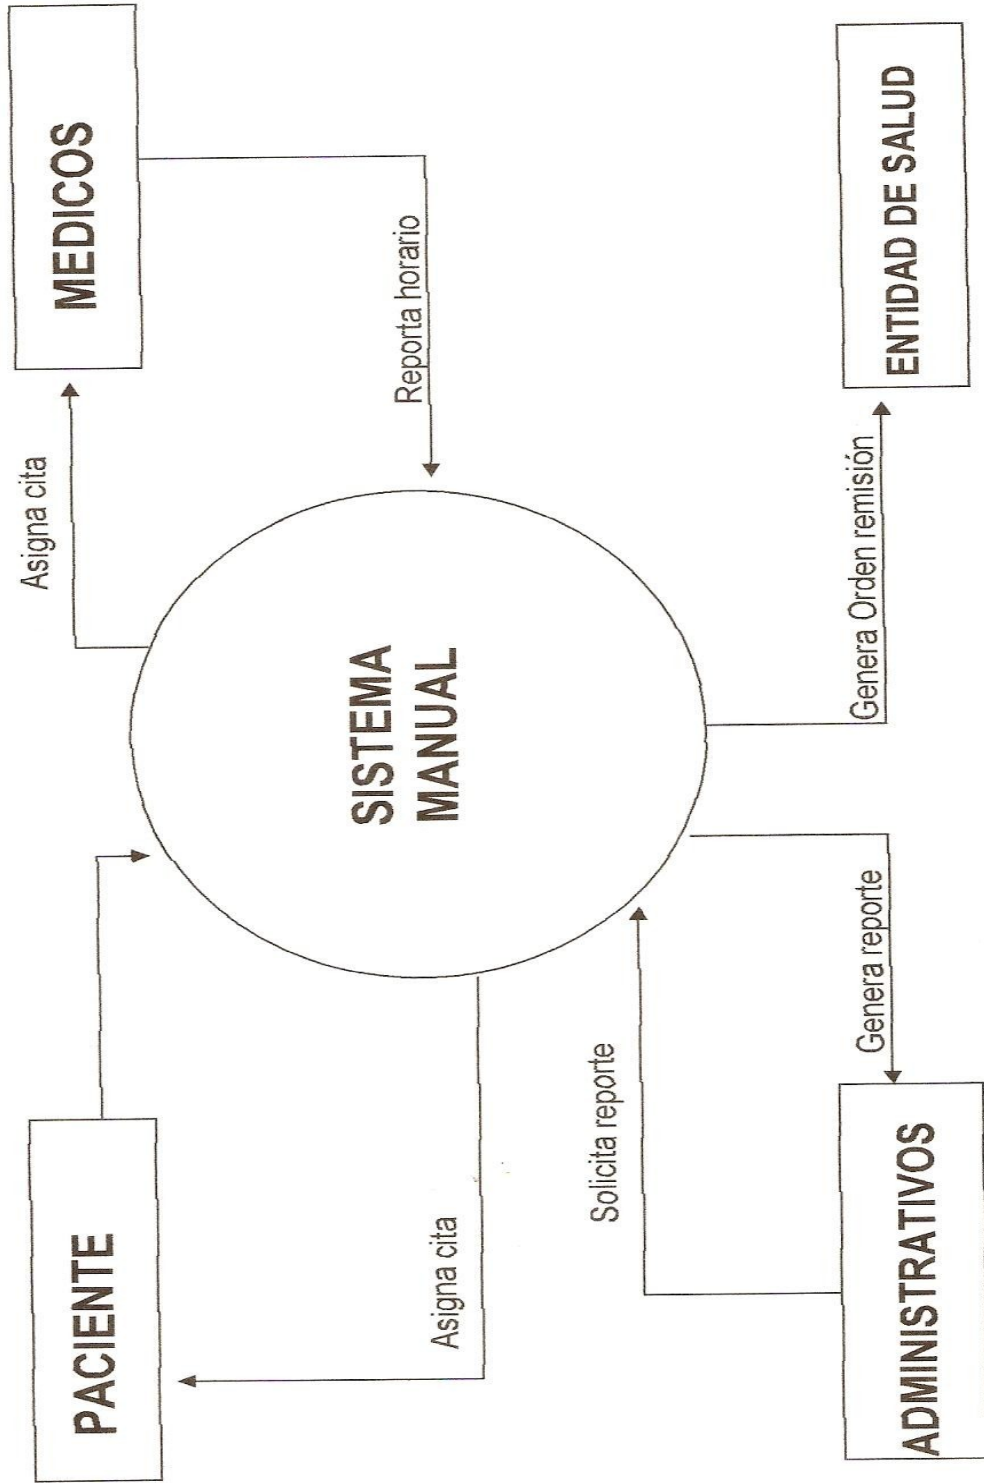 PACIENTE
MEDICOS
Asigna cita
Reporta horario
SISTEMA
MANUAL
Asigna cita
Solicita reporte
Genera reporte
Genera Orden remisión
ADMINISTRATIVOS
ENTIDAD DE SALUD